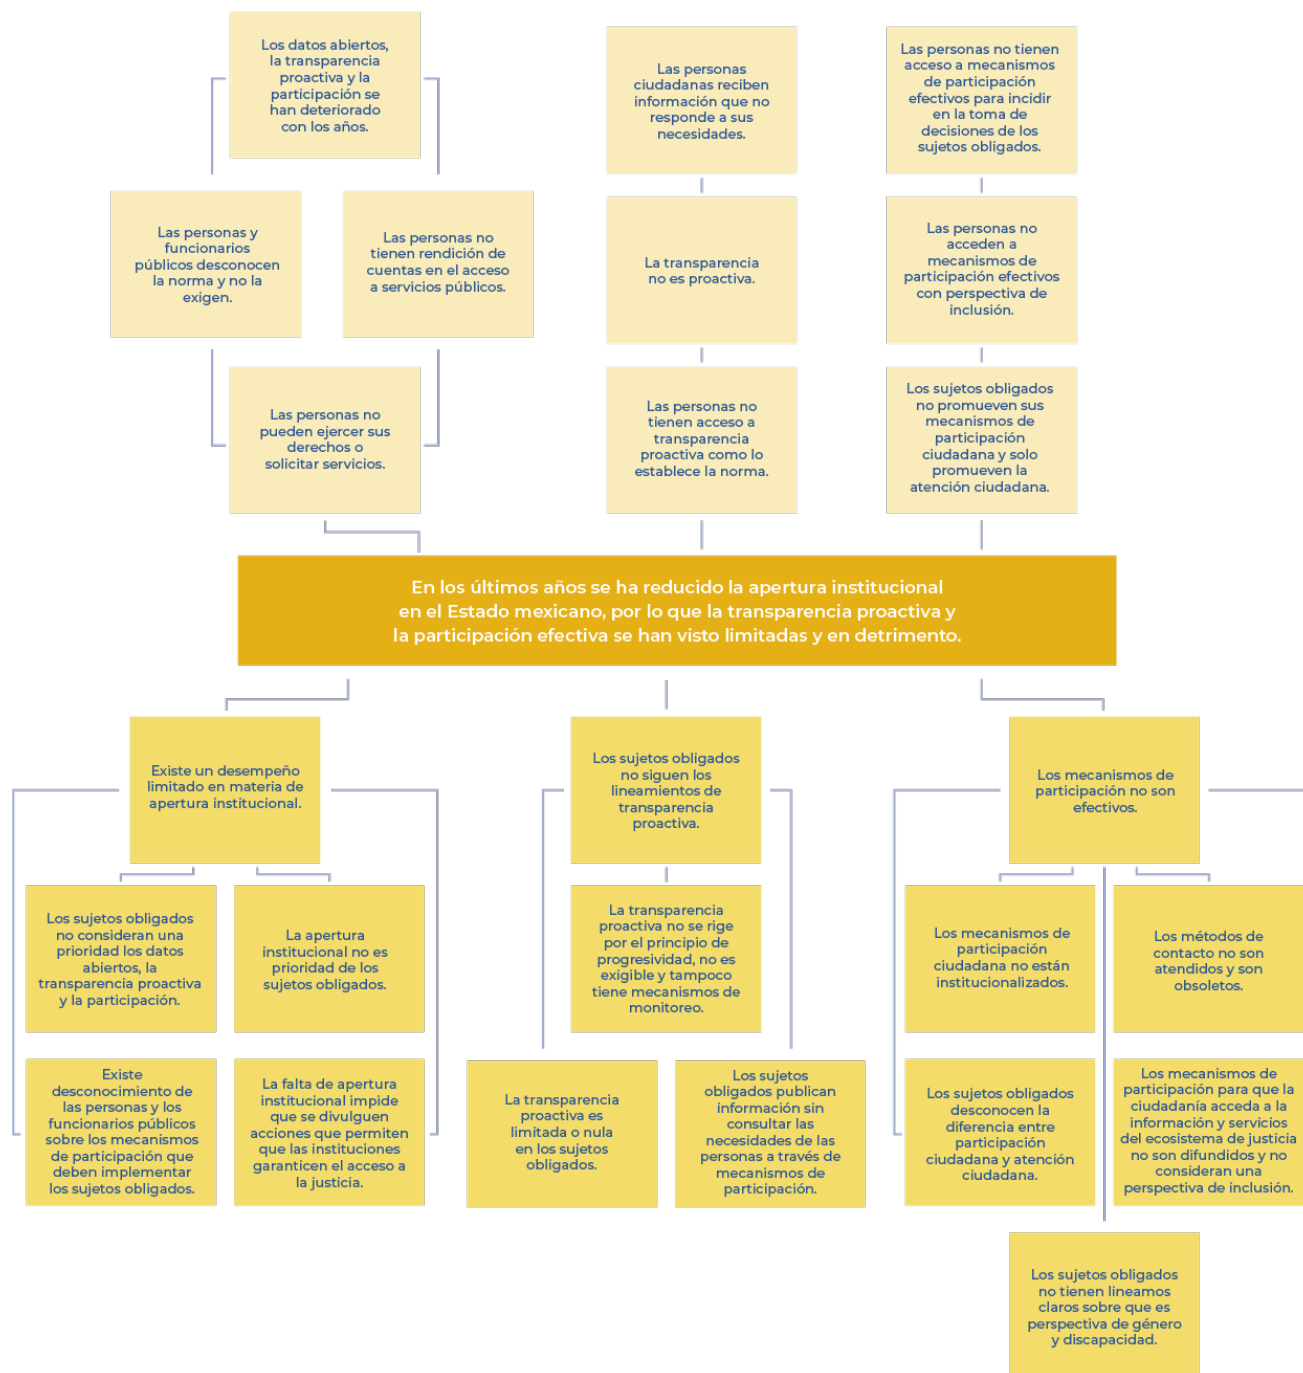 Los datos abiertos,
la transparencia
proactiva y la
participación se
han deteriorado
con los años.
Las personas
ciudadanas reciben
información que no
responde a sus
necesidades.
Las personas no tienen
acceso a mecanismos
de participación
efectivos para incidir
en la toma de
decisiones de los
sujetos obligados.
Las personas y
funcionarios
públicos desconocen
la norma y no la
exigen.
Las personas no
tienen rendición de
cuentas en el acceso
a servicios públicos.
La transparencia
no es proactiva.
Las personas no
acceden a
mecanismos de
participación efectivos
con perspectiva de
inclusión.
Las personas no
pueden ejercer sus
derechos o
solicitar servicios.
Las personas no
tienen acceso a
transparencia
proactiva como lo
establece la norma.
Los sujetos obligados
no promueven sus
mecanismos de
participación
ciudadana y solo
promueven la
atención ciudadana.
En los últimos años se ha reducido la apertura institucional
en el Estado mexicano, por lo que la transparencia proactiva y
la participación efectiva se han visto limitadas y en detrimento.
Existe un desempeño
limitado en materia de
apertura institucional.
Los sujetos obligados
no siguen los
lineamientos de
transparencia
proactiva.
Los mecanismos de
participación no son
efectivos.
Los sujetos obligados
no consideran una
prioridad los datos
abiertos, la
transparencia proactiva
y la participación.
La apertura
institucional no es
prioridad de los
sujetos obligados.
La transparencia
proactiva no se rige
por el principio de
progresividad, no es
exigible y tampoco
tiene mecanismos de
monitoreo.
Los mecanismos de
participación
ciudadana no están
institucionalizados.
Los métodos de
contacto no son
atendidos y son
obsoletos.
Existe
desconocimiento de
las personas y los
funcionarios públicos
sobre los mecanismos
de participación que
deben implementar
los sujetos obligados.
La falta de apertura
institucional impide
que se divulguen
acciones que permiten
que las instituciones
garanticen el acceso a
la justicia.
La transparencia
proactiva es
limitada o nula
en los sujetos
obligados.
Los sujetos
obligados publican
información sin
consultar las
necesidades de las
personas a través de
mecanismos de
participación.
Los sujetos obligados
desconocen la
diferencia entre
participación
ciudadana y atención
ciudadana.
Los mecanismos de
participación para que la
ciudadanía acceda a la
información y servicios
del ecosistema de justicia
no son difundidos y no
consideran una
perspectiva de inclusión.
Los sujetos obligados
no tienen lineamos
claros sobre que es
perspectiva de género
y discapacidad.